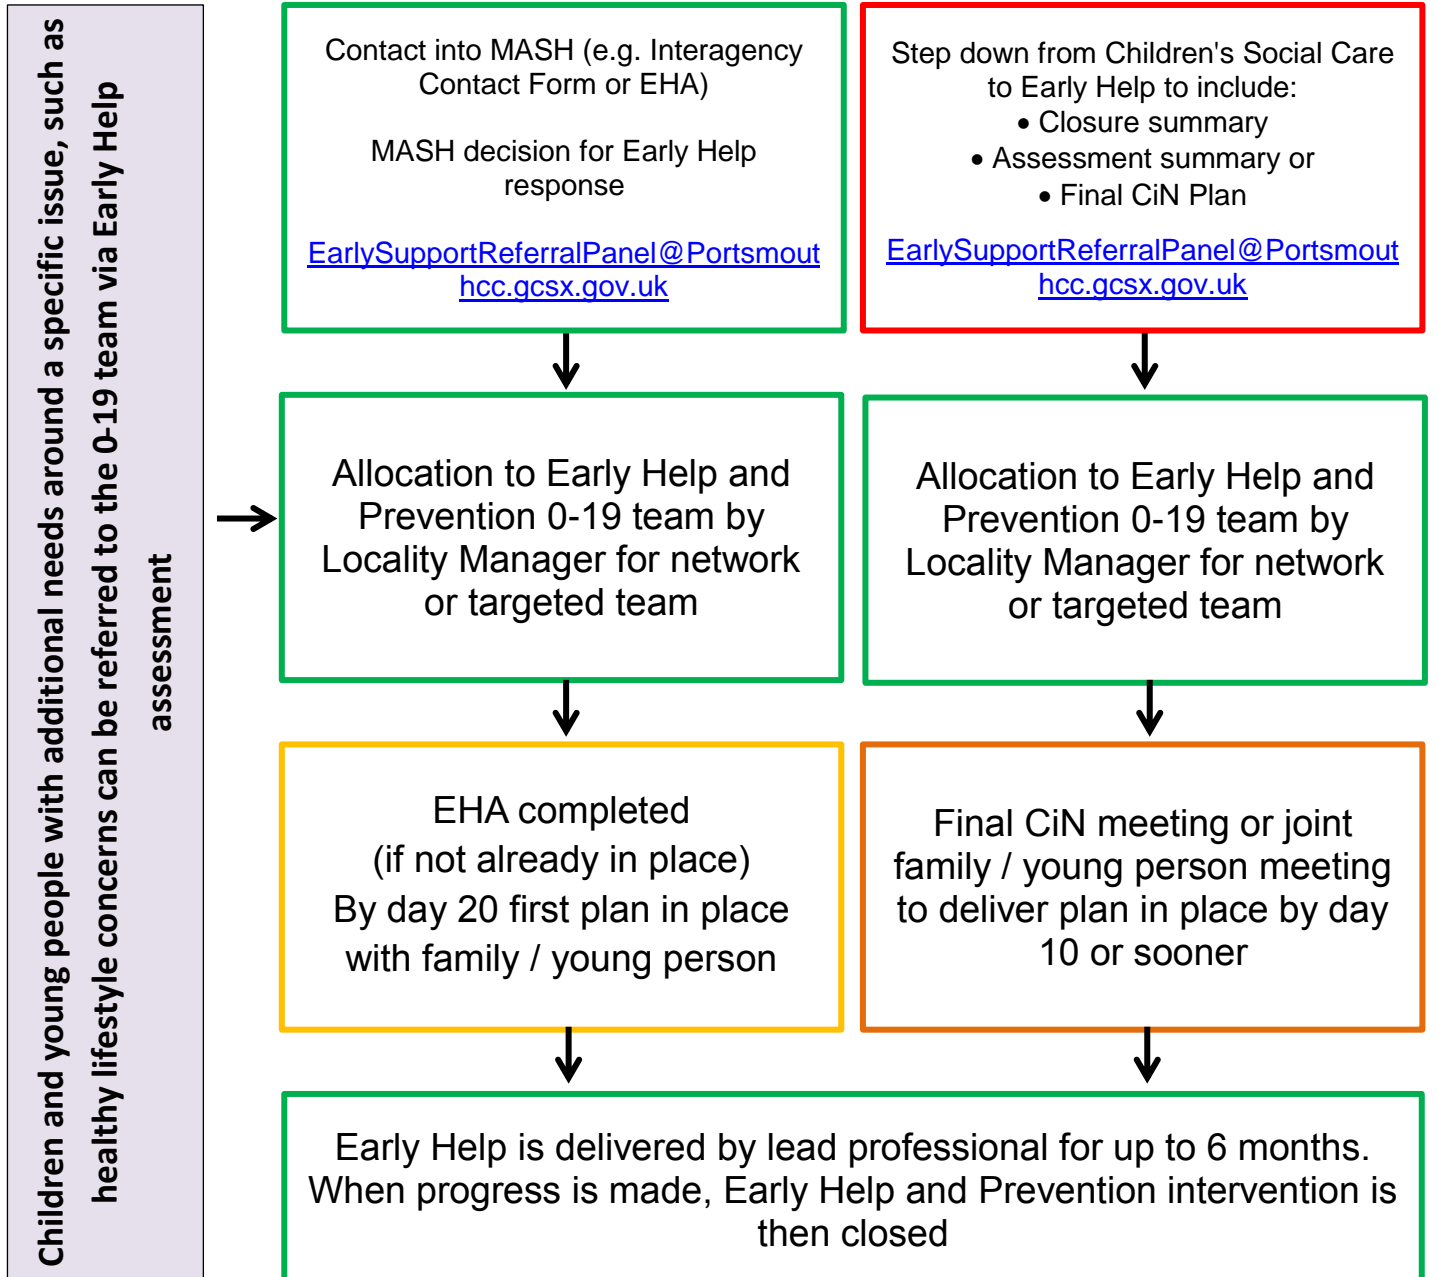 Children and young people with additional needs around a specific issue, such as
healthy lifestyle concerns can be referred to the 0-19 team via Early Help
assessment
Contact into MASH (e.g. Interagency
Contact Form or EHA)
MASH decision for Early Help
response
EarlySupportReferralPanel@Portsmout
hcc.gcsx.gov.uk
Step down from Children's Social Care
to Early Help to include:
• Closure summary
• Assessment summary or
• Final CiN Plan
EarlySupportReferralPanel@Portsmout
hcc.gcsx.gov.uk
Allocation to Early Help and
Prevention 0-19 team by
Locality Manager for network
or targeted team
Allocation to Early Help and
Prevention 0-19 team by
Locality Manager for network
or targeted team
EHA completed
(if not already in place)
By day 20 first plan in place
with family / young person
Final CiN meeting or joint
family / young person meeting
to deliver plan in place by day
10 or sooner
Early Help is delivered by lead professional for up to 6 months.
When progress is made, Early Help and Prevention intervention is
then closed